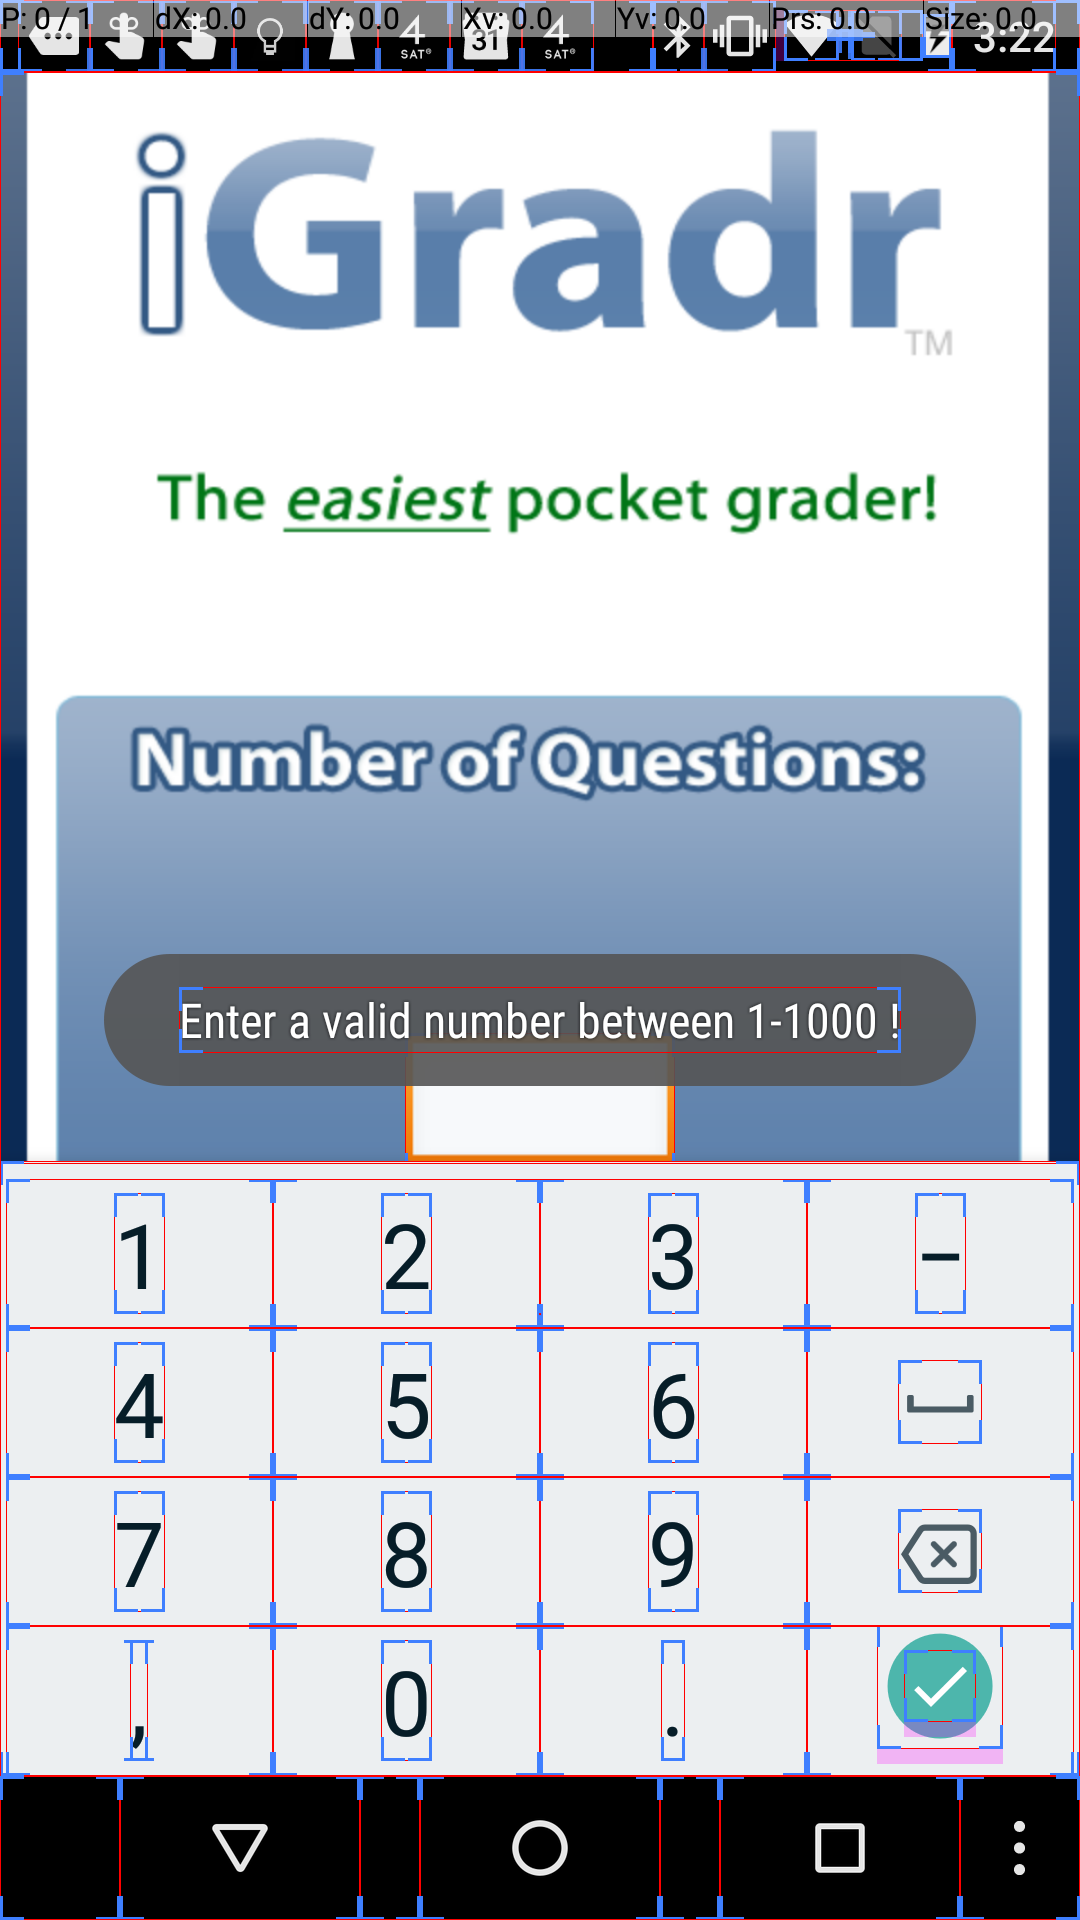 P: 0 / 1 dX: 0.0 dY: 0.0 Xv: 0.0 Yv: 0.0 Prs: 0.0 Size: 0.0
4 SAT® 31 4 SAT® 3:22
iGradr TM
The easiest pocket grader!
Number of Questions:
Enter a valid number between 1-1000 !
1 2 3 –
4 5 6
7 8 9
, 0 .